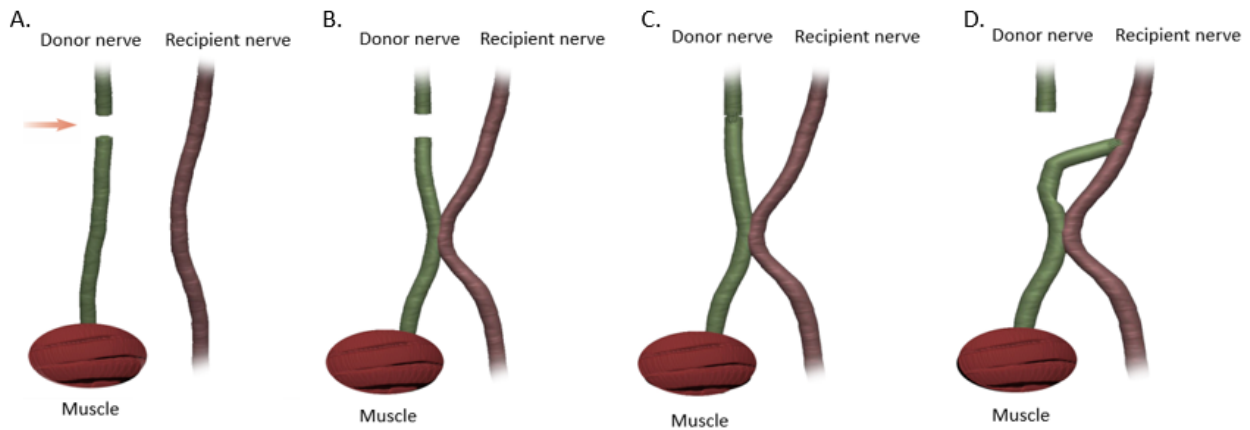 A.
Donor nerve
Recipient nerve
Muscle
B.
Donor nerve
Recipient nerve
Muscle
C.
Donor nerve
Recipient nerve
Muscle
D.
Donor nerve
Recipient nerve
Muscle